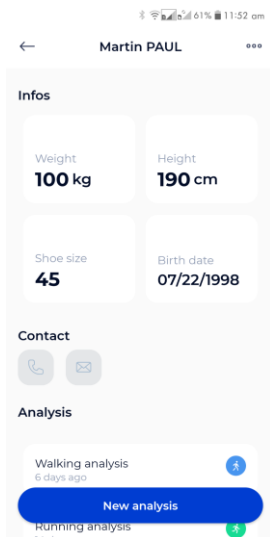 61% 11:52 am
Martin PAUL
Infos
Weight
100 kg
Height
190 cm
Shoe size
45
Birth date
07/22/1998
Contact
Analysis
Walking analysis
6 days ago
New analysis
Running analysis